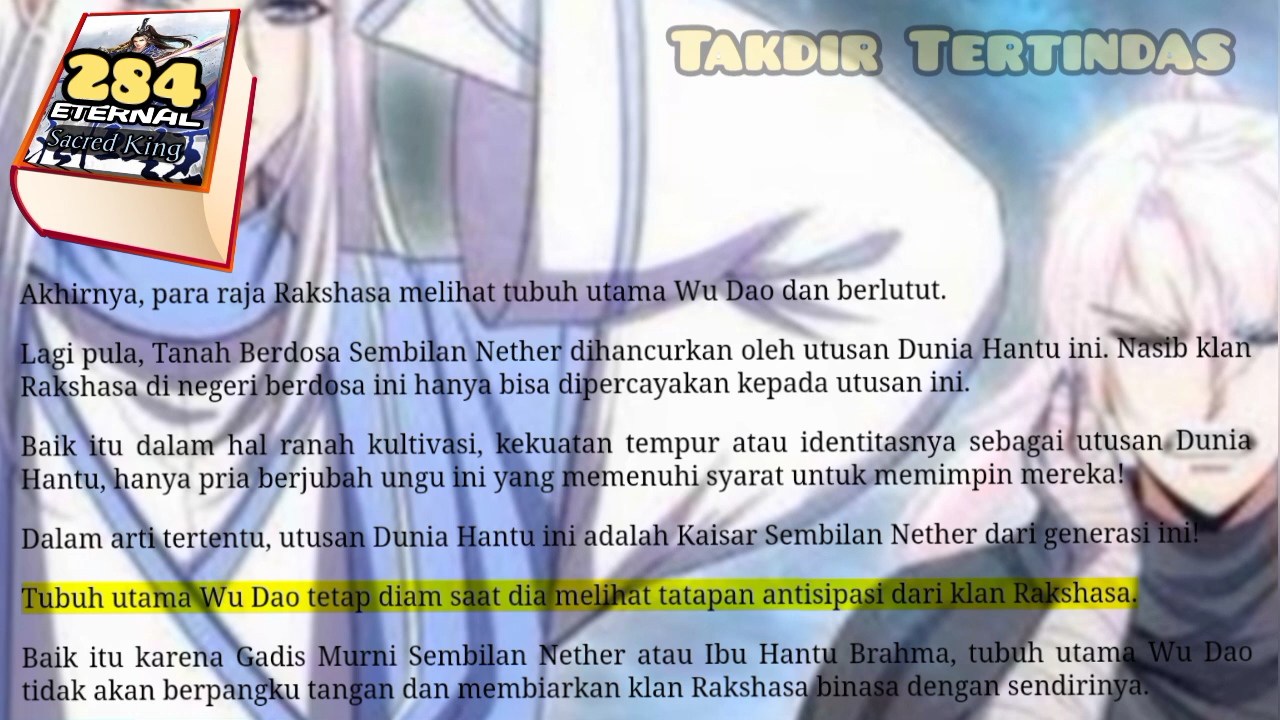 284
ETERNAL
Sacred King
TAKDIR TERTINDAS
Akhirnya, para raja Rakshasa melihat tubuh utama Wu Dao dan berlutut.
Lagi pula, Tanah Berdosa Sembilan Nether dihancurkan oleh utusan Dunia Hantu ini. Nasib klan
Rakshasa di negeri berdosa ini hanya bisa dipercayakan kepada utusan ini.
Baik itu dalam hal ranah kultivasi, kekuatan tempur atau identitasnya sebagai utusan Dunia
Hantu, hanya pria berjubah ungu ini yang memenuhi syarat untuk memimpin mereka!
Dalam arti tertentu, utusan Dunia Hantu ini adalah Kaisar Sembilan Nether dari generasi ini!
Tubuh utama Wu Dao tetap diam saat dia melihat tatapan antisipasi dari klan Rakshasa.
Baik itu karena Gadis Murni Sembilan Nether atau Ibu Hantu Brahma, tubuh utama Wu Dao
tidak akan berpangku tangan dan membiarkan klan Rakshasa binasa dengan sendirinya.